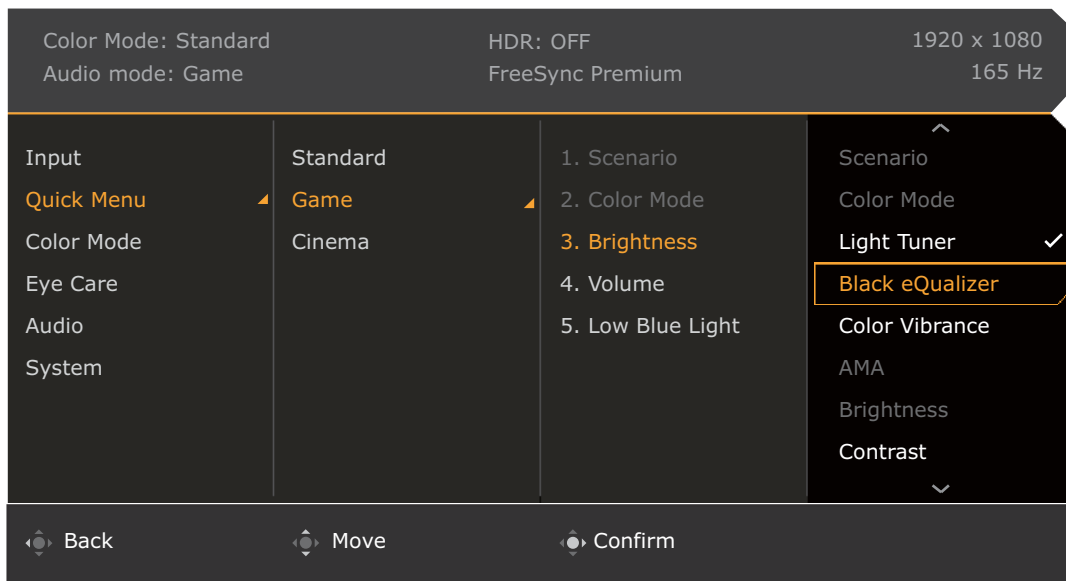 Color Mode: Standard
Audio mode: Game
HDR: OFF
FreeSync Premium
1920 x 1080
165 Hz
Input
Quick Menu
Color Mode
Eye Care
Audio
System
Standard
Game
Cinema
1. Scenario
2. Color Mode
3. Brightness
4. Volume
5. Low Blue Light
Scenario
Color Mode
Light Tuner
Black eQualizer
Color Vibrance
AMA
Brightness
Contrast
Back
Move
Confirm